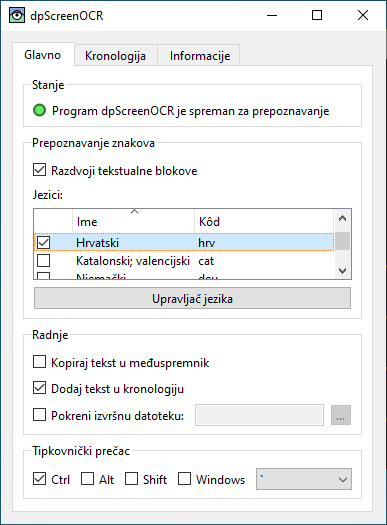 dpScreenOCR
Glavno Kronologija Informacije
Stanje
Program dpScreenOCR je spreman za prepoznavanje
Prepoznavanje znakova
Razdvoji tekstualne blokove
Jezici:
Ime Kôd
Hrvatski hrv
Katalonski; valencijski cat
Njemački deu
Upravljač jezika
Radnje
Kopiraj tekst u međuspremnik
Dodaj tekst u kronologiju
Pokreni izvršnu datoteku: ...
Tipkovnički prečac
Ctrl Alt Shift Windows `